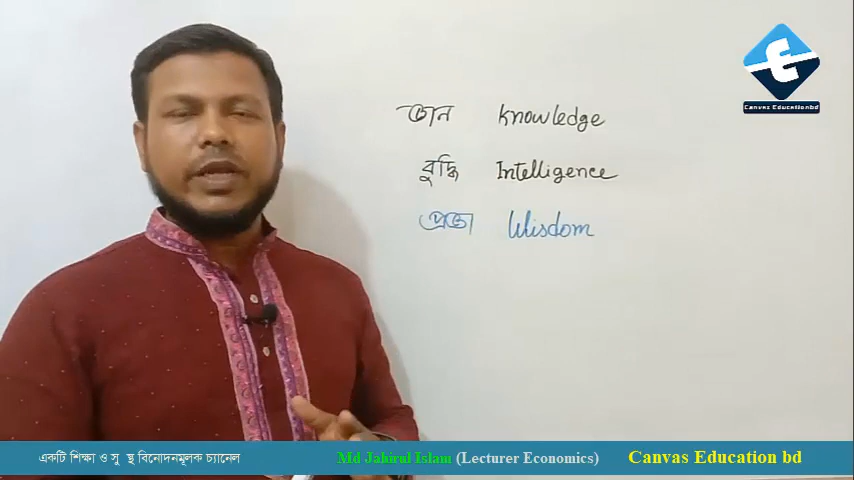 Canvas Educationbd
জ্ঞান knowledge
বুদ্ধি Intelligence
প্রজ্ঞা Wisdom
একটি শিক্ষা ও সু স্থ বিনোদনমূলক চ্যানেল Md Jahirul Islam (Lecturer Economics) Canvas Education bd